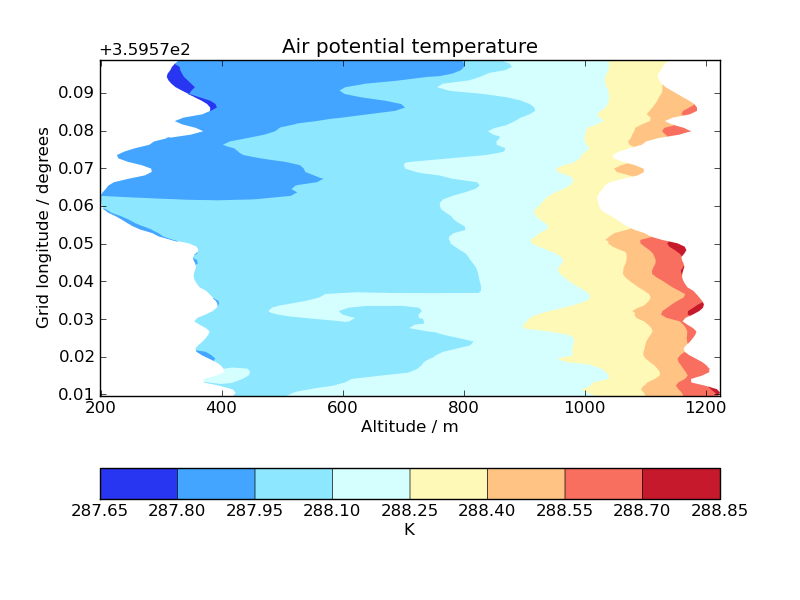 Air potential temperature
+3.5957e2
0.09
0.08
0.07
0.06
0.05
0.04
0.03
0.02
0.01
Grid longitude / degrees
200 400 600 800 1000 1200
Altitude / m
287.65 287.80 287.95 288.10 288.25 288.40 288.55 288.70 288.85
K